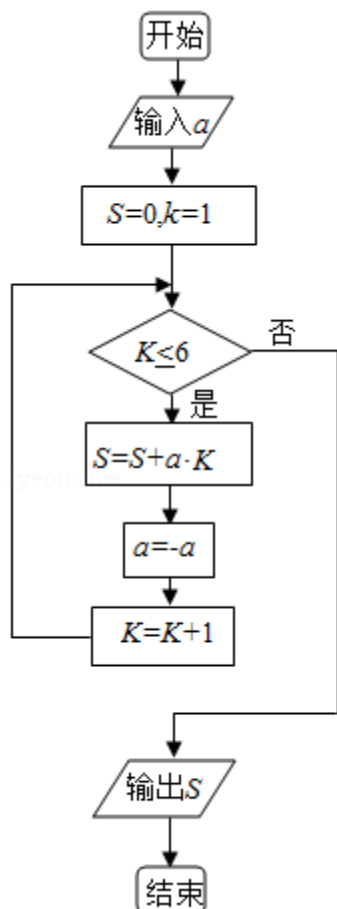 开始
输入a
S=0,k=1
K≤6
否
是
S=S+a·K
a=-a
K=K+1
输出S
结束